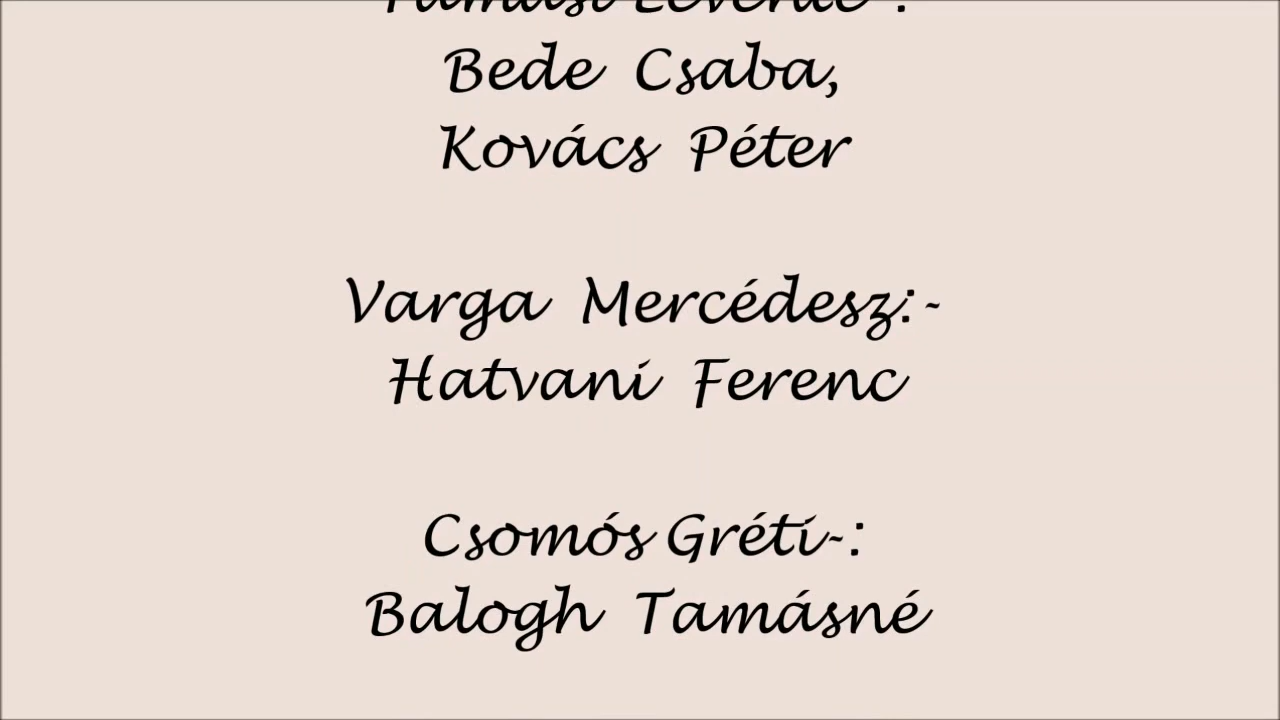 Bede Csaba,
Kovács Péter
Varga Mercédesz:-
Hatvani Ferenc
Csomós Gréti-:
Balogh Tamásné